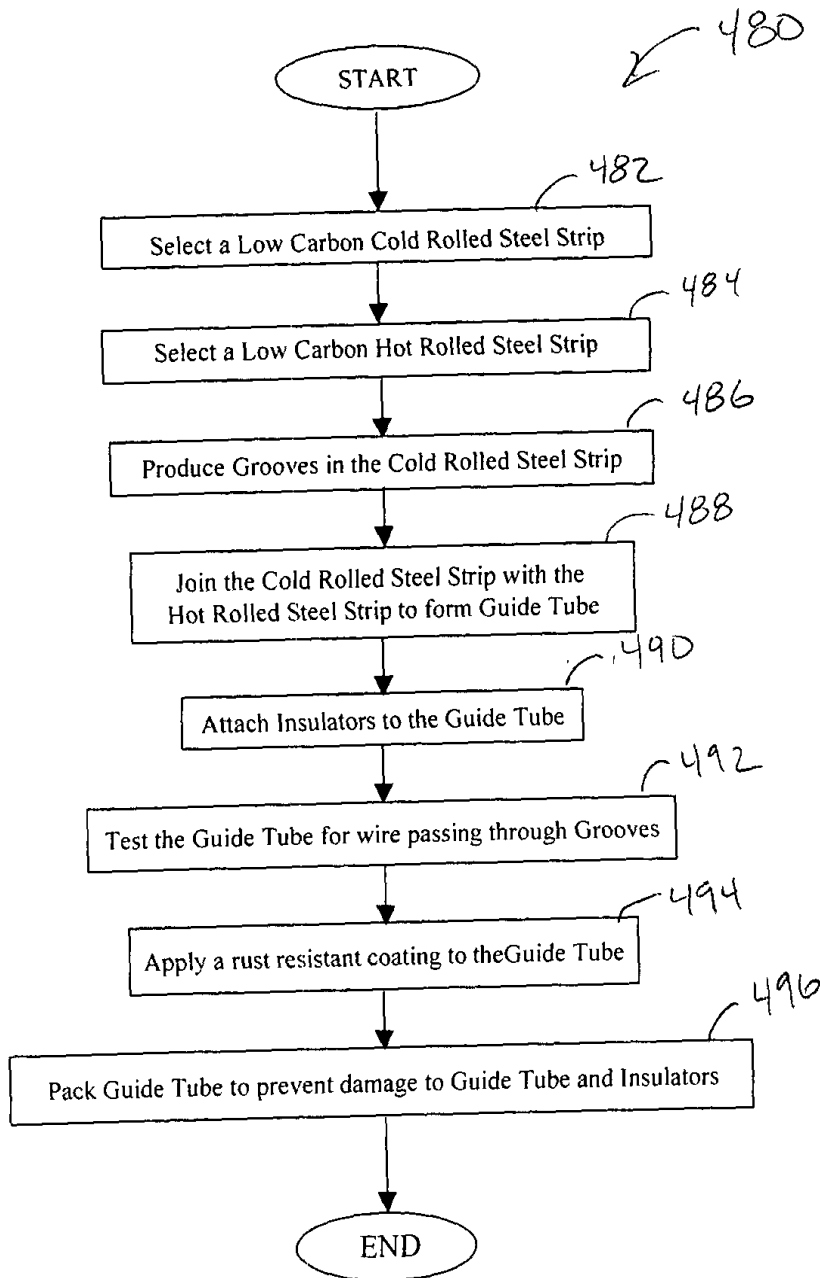 480
START
482
Select a Low Carbon Cold Rolled Steel Strip
484
Select a Low Carbon Hot Rolled Steel Strip
486
Produce Grooves in the Cold Rolled Steel Strip
488
Join the Cold Rolled Steel Strip with the
Hot Rolled Steel Strip to form Guide Tube
490
Attach Insulators to the Guide Tube
492
Test the Guide Tube for wire passing through Grooves
494
Apply a rust resistant coating to theGuide Tube
496
Pack Guide Tube to prevent damage to Guide Tube and Insulators
END